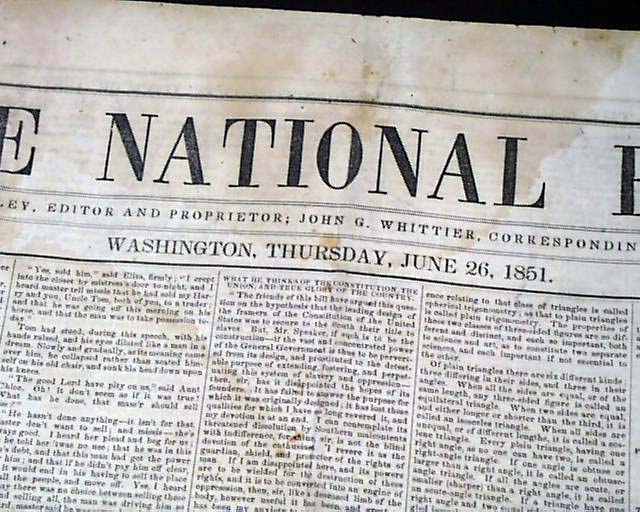 E NATIONAL
LEY, EDITOR AND PROPRIETOR; JOHN G. WHITTIER, CORRESPONDIN
WASHINGTON, THURSDAY, JUNE 26, 1851.
"Yes, sold him," said Eliza, firmly; "I crept
into the closet by mistress's door to-night, and I
heard master tell missis that he had sold my Har-
ry and you, Uncle Tom, both of you, to a trader,
and that he was going off this morning on his
horse, and that the man was to take possession
day."
Tom had stood, during this speech, with his
hands raised, and his eyes dilated, like a man in a
dream. Slowly and gradually, as its meaning came
over him, he collapsed, rather than seated him-
self on his old chair, and sunk his head down upon
his knees.
"The good Lord have pity on us," said Aunt
Chloe. Oh! it don't seem as if it was true!
What has he done, that mass'r should sell
"He hasn't done anything—it isn't for that.
master don't want to sell; and missis—she's
always good. I heard her plead and beg for us;
he told her 'twas no use; that he was in this
man's debt, and that this man had got the power
and that if he didn't pay him off clear,
it would end in his having to sell the place
all the people, and move off. Yes, I heard
there was no choice between selling these
and selling all, the man was driving him so
WHAT HE THINKS OF THE CONSTITUTION, THE
UNION, AND TRUE GLORY OF THE COUNTRY.
"The friends of this bill have argued this ques-
tion on the hypothesis that the leading design of
the framers of the Constitution of the United
States was to secure to the South their title to
slaves. But, Mr. Speaker, if such is to be the
construction—if the vast and concentrated power
of the General Government is thus to be pervert-
ed from its design, and prostituted to the detest-
able purpose of extending, fostering, and perpet-
uating this system of slavery and oppression—
then, sir, has it disappointed the hopes of its
founders. It has failed to answer the purpose for
which it was originally designed; it has lost those
qualities for which I have so long revered it, and
my devotion is at an end. I can contemplate the
threatened dissolution by Southern malcontents
with indifference, for then, sir, is not the blind
devotion of the enthusiast. I revere it as the
guardian, shield, and protector of the rights of
man. If I am disappointed here, and its powers
are to be wielded for the destruction of those
rights, and it is to be converted into an engine of
oppression, then, sir, like a diseased limb of the
body, however useful it has been, and great
ence relating to that class of triangles is called
spherical trigonometry; as that to plain triangles
is called plain trigonometry. The properties of
these two classes of three-sided figures are so dif-
ferent and distinct, and each so important, both
to science and art, as to constitute two separate
sciences, and each important if not essential to
the other.
Of plain triangles there are six different kinds:
three differing in their sides, and three in their
angles. When all the sides are equal, or of the
same length, any three-sided figure is called an
equilateral triangle. When two sides are equal,
and either longer or shorter than the third, it is
called an isosceles triangle. When all sides are
unequal, or of different lengths, it is called a sca-
lene triangle. Every plain triangle, having one
right angle, as no one can have two, is called a
right-angle triangle. If one angle is obtuse or
larger than a right angle, it is called an obtuse-
angle triangle. If all the angles are acute, or
smaller (sharper) than a right angle, it is called
an acute-angle triangle. If a triangle has one